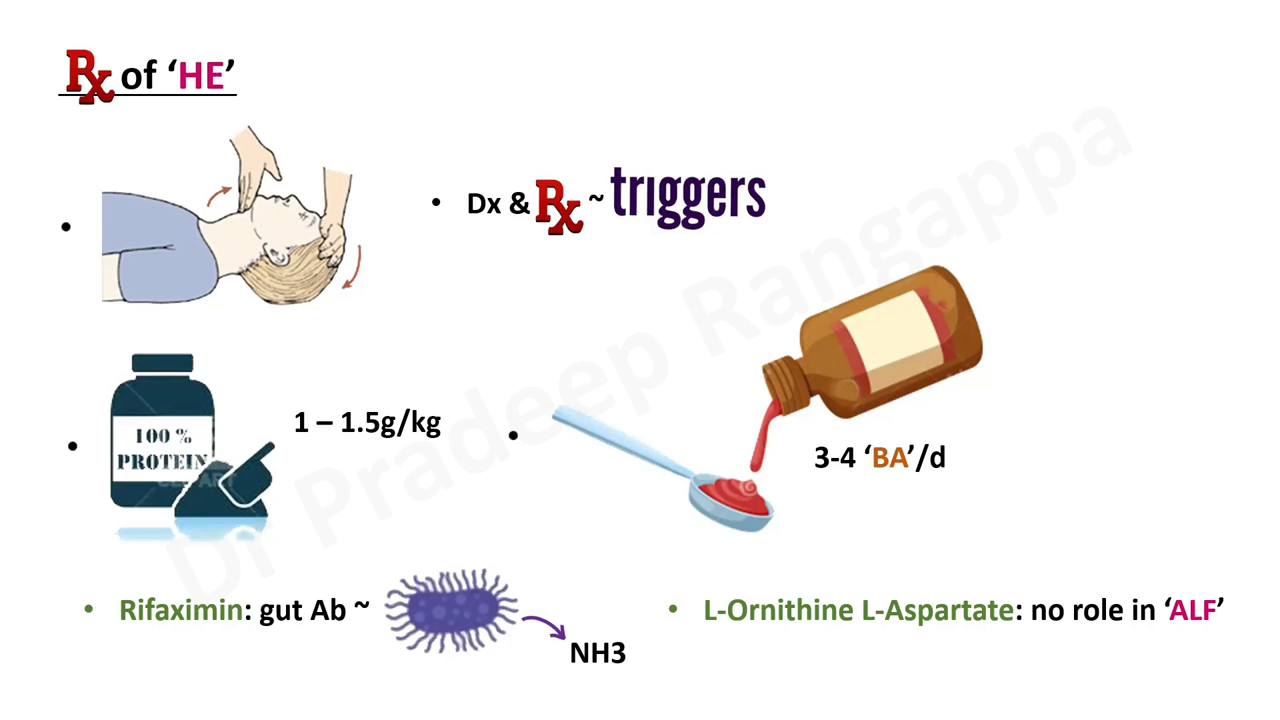 Rx of ‘HE’
• Dx & Rx ~ triggers
100 %
PROTEIN
1 – 1.5g/kg
3-4 ‘BA’/d
• Rifaximin: gut Ab ~
NH3
• L-Ornithine L-Aspartate: no role in ‘ALF’
Dr Pradeep Rangappa